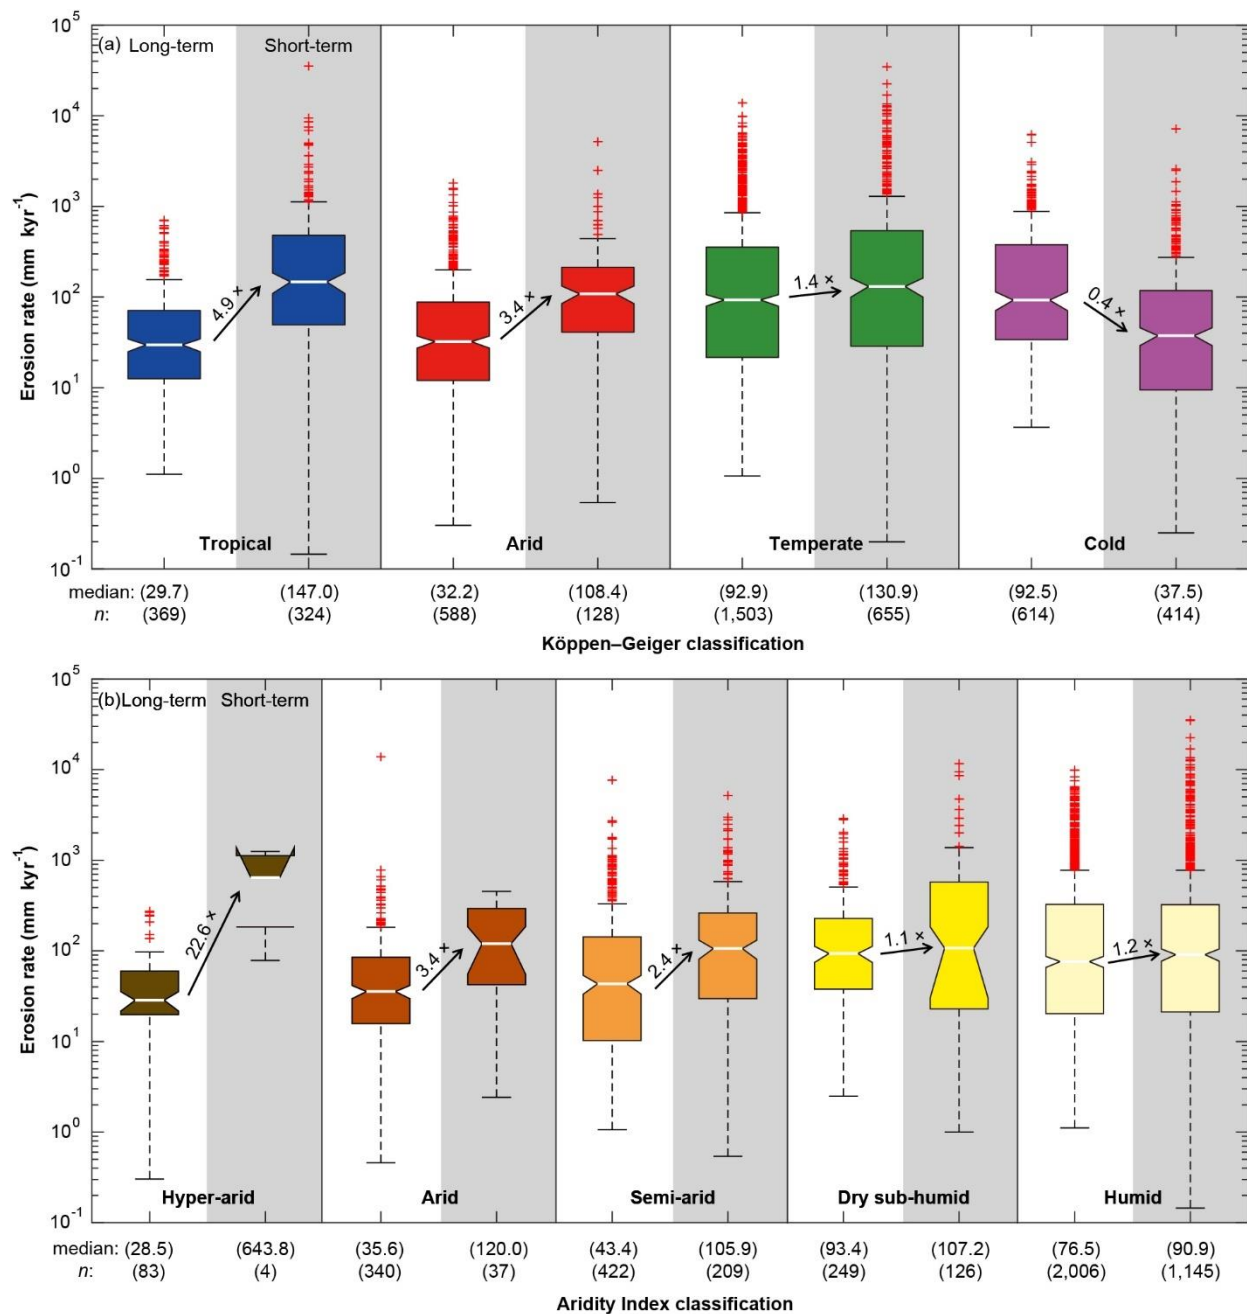 (a) Long-term Short-term
10^5
10^4
10^3
10^2
10^1
10^0
10^-1
Erosion rate (mm kyr^-1)
4.9 ×
3.4 ×
1.4 ×
0.4 ×
Tropical Arid Temperate Cold
median: (29.7) (147.0) (32.2) (108.4) (92.9) (130.9) (92.5) (37.5)
n: (369) (324) (588) (128) (1,503) (655) (614) (414)
Köppen–Geiger classification
(b) Long-term Short-term
10^5
10^4
10^3
10^2
10^1
10^0
10^-1
Erosion rate (mm kyr^-1)
22.6 ×
3.4 ×
2.4 ×
1.1 ×
1.2 ×
Hyper-arid Arid Semi-arid Dry sub-humid Humid
median: (28.5) (643.8) (35.6) (120.0) (43.4) (105.9) (93.4) (107.2) (76.5) (90.9)
n: (83) (4) (340) (37) (422) (209) (249) (126) (2,006) (1,145)
Aridity Index classification